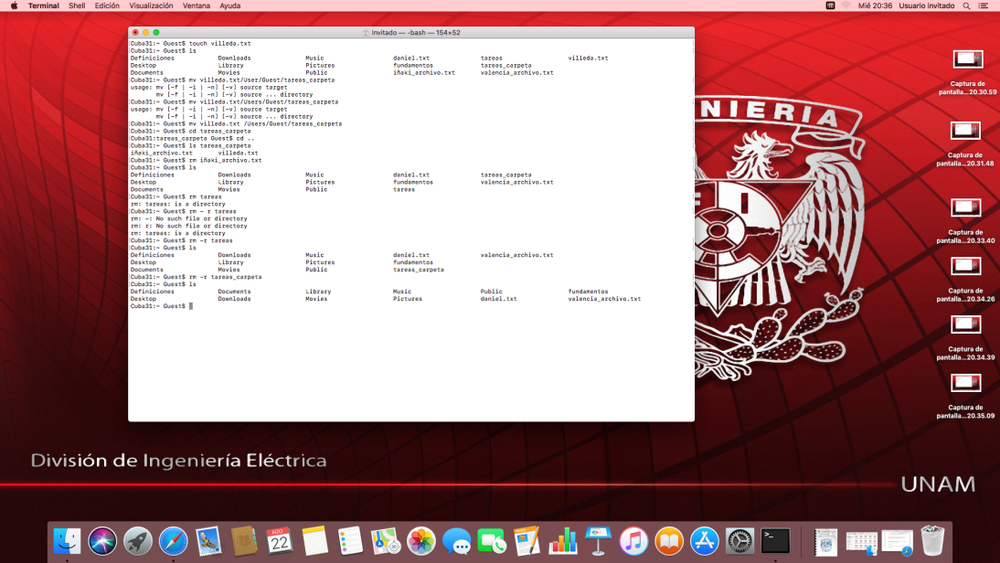 Terminal Shell Edición Visualización Ventana Ayuda Mié 20:36 Usuario invitado
Invitado — -bash — 154×52
Cuba31:~ Guest$ touch villeda.txt
Cuba31:~ Guest$ ls
Definiciones Downloads Music daniel.txt tareas villeda.txt
Desktop Library Pictures fundamentos tareas_carpeta
Documents Movies Public iñaki_archivo.txt valencia_archivo.txt
Cuba31:~ Guest$ mv villeda.txt/User/Guest/tareas_carpeta
usage: mv [-f | -i | -n] [-v] source target
mv [-f | -i | -n] [-v] source ... directory
Cuba31:~ Guest$ mv villeda.txt/Users/Guest/tareas_carpeta
usage: mv [-f | -i | -n] [-v] source target
mv [-f | -i | -n] [-v] source ... directory
Cuba31:~ Guest$ mv villeda.txt /Users/Guest/tareas_carpeta
Cuba31:~ Guest$ cd tareas_carpeta
Cuba31:tareas_carpeta Guest$ cd ..
Cuba31:~ Guest$ ls tareas_carpeta
iñaki_archivo.txt villeda.txt
Cuba31:~ Guest$ rm iñaki_archivo.txt
Cuba31:~ Guest$ ls
Definiciones Downloads Music daniel.txt tareas_carpeta
Desktop Library Pictures fundamentos valencia_archivo.txt
Documents Movies Public tareas
Cuba31:~ Guest$ rm tareas
rm: tareas: is a directory
Cuba31:~ Guest$ rm - r tareas
rm: -: No such file or directory
rm: r: No such file or directory
rm: tareas: is a directory
Cuba31:~ Guest$ rm -r tareas
Cuba31:~ Guest$ ls
Definiciones Downloads Music daniel.txt valencia_archivo.txt
Desktop Library Pictures fundamentos
Documents Movies Public tareas_carpeta
Cuba31:~ Guest$ rm -r tareas_carpeta
Cuba31:~ Guest$ ls
Definiciones Documents Library Music Public fundamentos
Desktop Downloads Movies Pictures daniel.txt valencia_archivo.txt
Cuba31:~ Guest$
NIERIA
F D I
Captura de
pantalla...20.30.59
Captura de
pantalla...20.31.48
Captura de
pantalla...20.33.40
Captura de
pantalla...20.34.26
Captura de
pantalla...20.34.39
Captura de
pantalla...20.35.09
División de Ingeniería Eléctrica
UNAM
AGO
22
>_